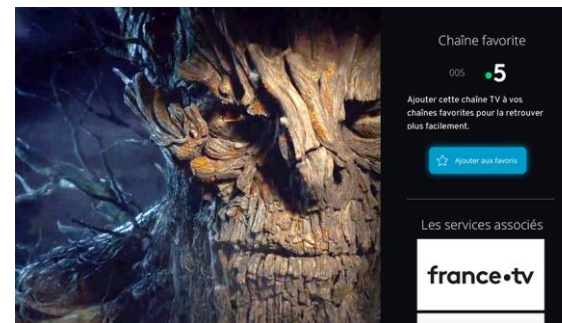 Chaîne favorite
005 •5
Ajouter cette chaîne TV à vos
chaînes favorites pour la retrouver
plus facilement.
Ajouter aux favoris
Les services associés
france•tv